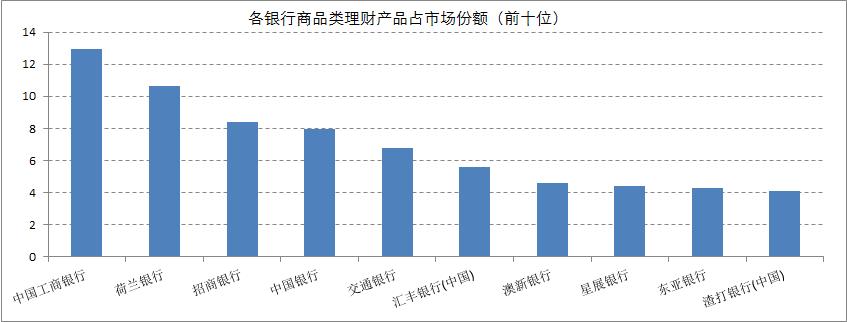 各银行商品类理财产品占市场份额（前十位）
14
12
10
8
6
4
2
0
中国工商银行
荷兰银行
招商银行
中国银行
交通银行
汇丰银行(中国)
澳新银行
星展银行
东亚银行
渣打银行(中国)